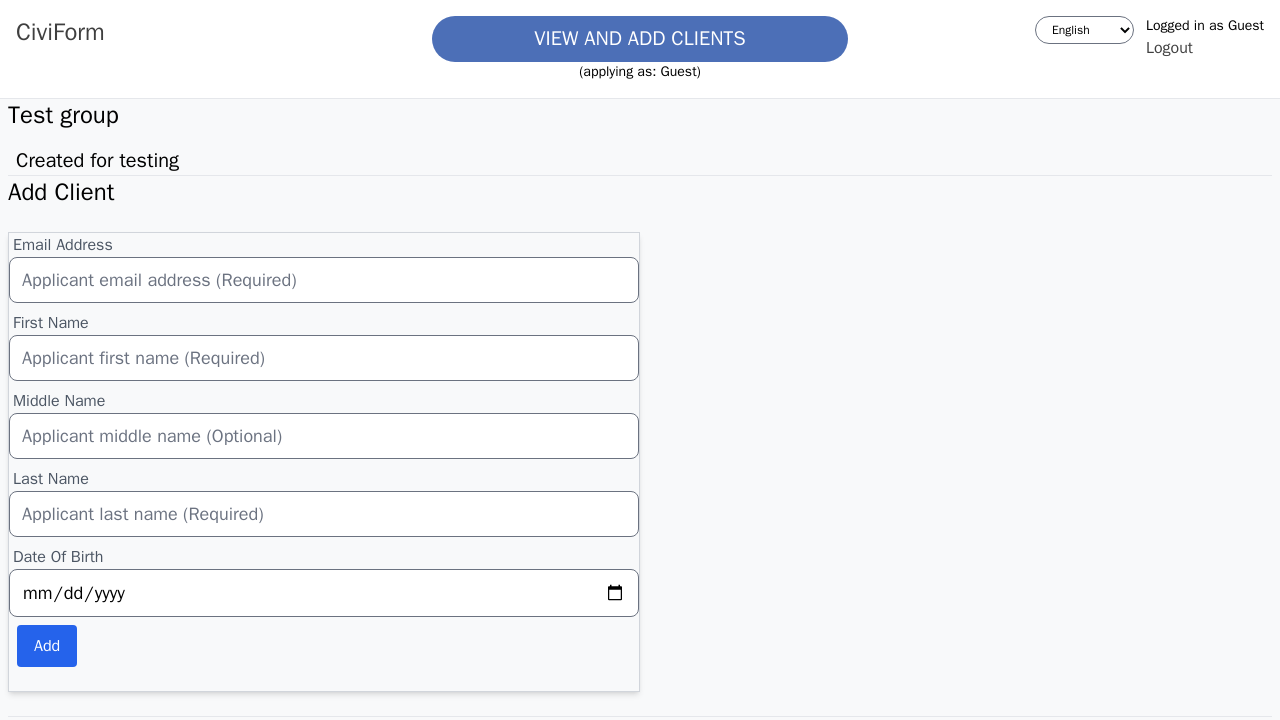 CiviForm
VIEW AND ADD CLIENTS
(applying as: Guest)
English
Logged in as Guest
Logout
Test group
Created for testing
Add Client
Email Address
Applicant email address (Required)
First Name
Applicant first name (Required)
Middle Name
Applicant middle name (Optional)
Last Name
Applicant last name (Required)
Date Of Birth
mm/dd/yyyy
Add